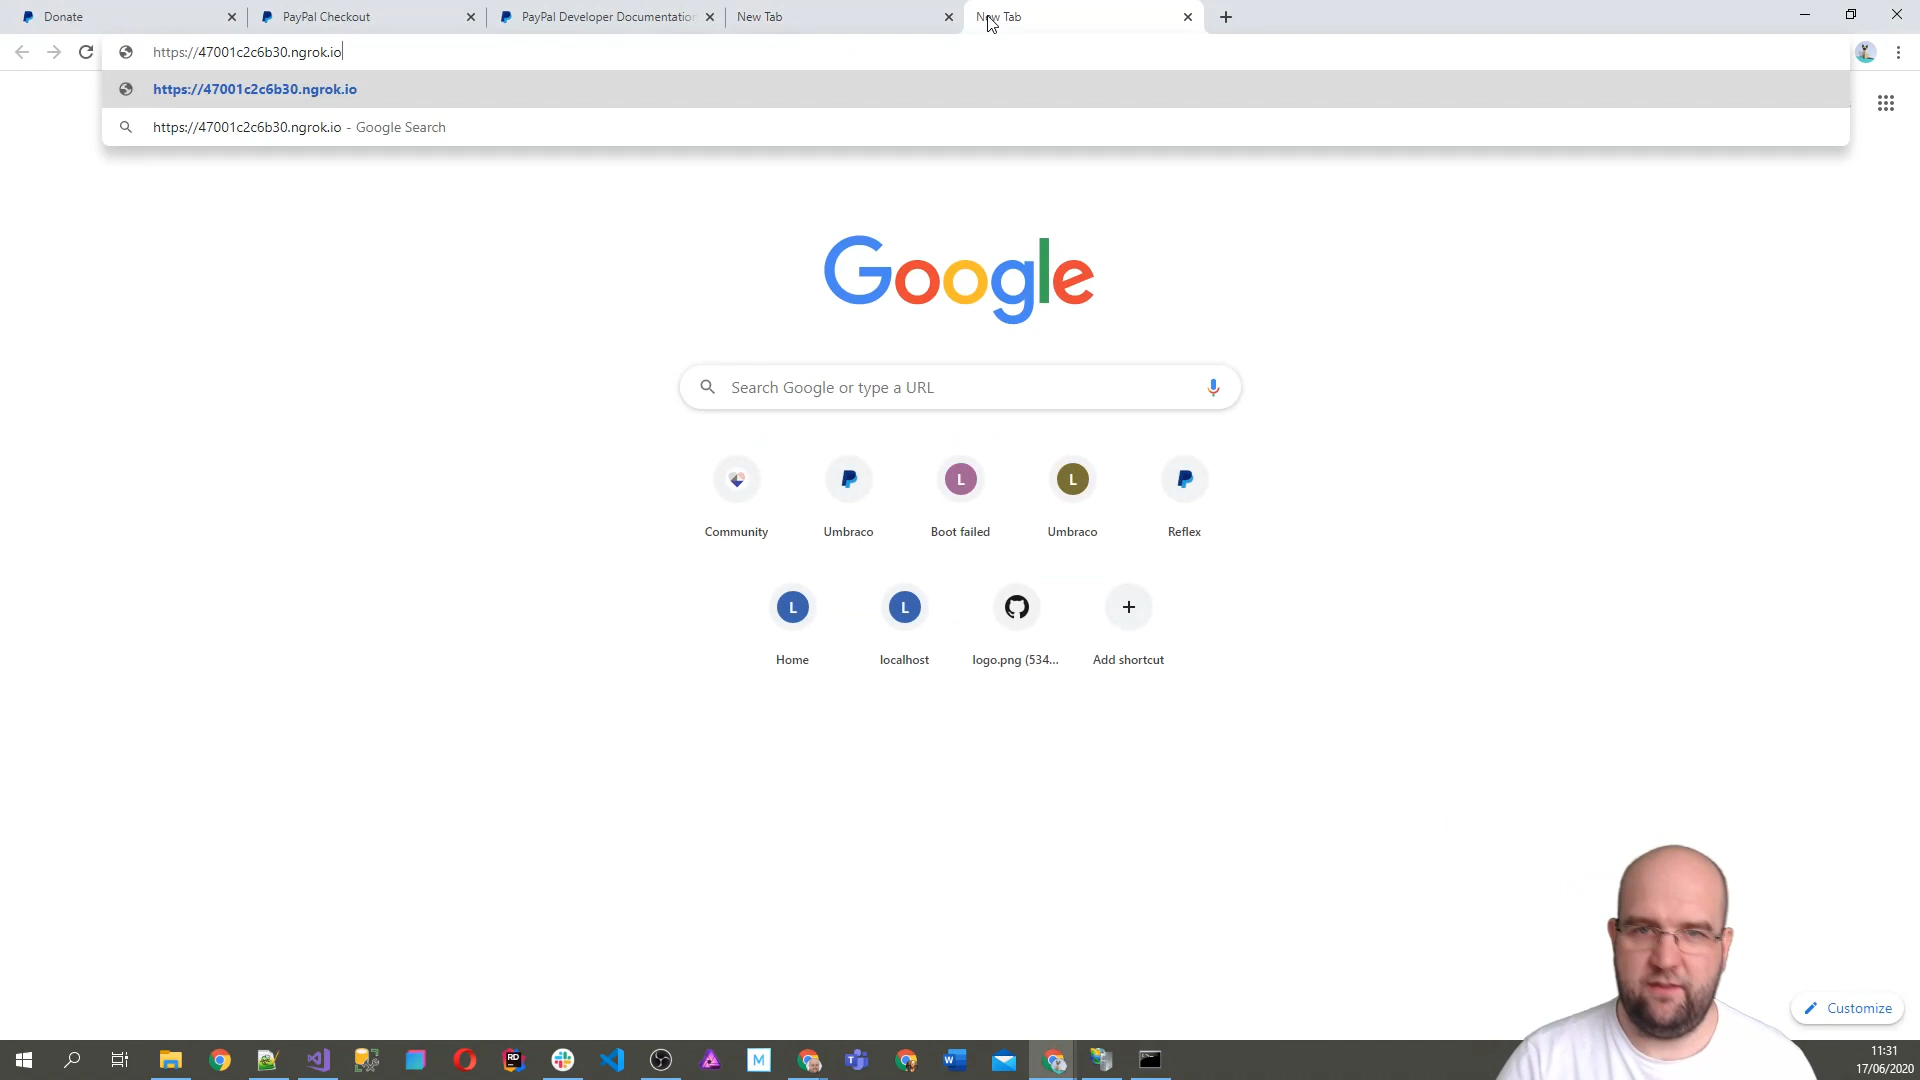 Donate
PayPal Checkout
PayPal Developer Documentation
New Tab
New Tab
https://47001c2c6b30.ngrok.io
https://47001c2c6b30.ngrok.io
https://47001c2c6b30.ngrok.io - Google Search
Google
Search Google or type a URL
L
L
Community
Umbraco
Boot failed
Umbraco
Reflex
L
L
Home
localhost
logo.png (534...
Add shortcut
Customize
RD
M
W
11:31
17/06/2020